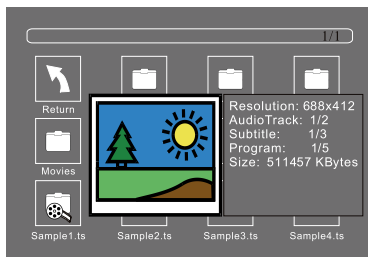 1/1
Return
Resolution: 688x412
AudioTrack: 1/2
Subtitle: 1/3
Program: 1/5
Size: 511457 KBytes
Movies
Sample1.ts
Sample2.ts
Sample3.ts
Sample4.ts